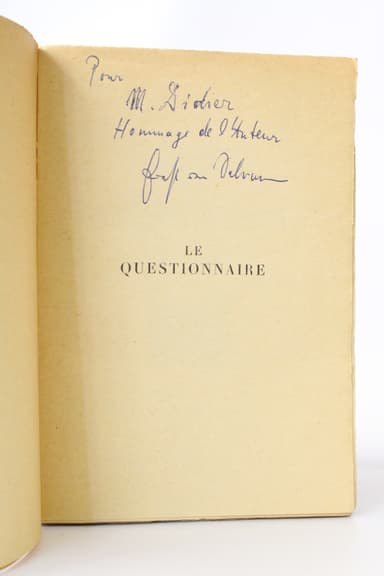 Pour
M. Didier
Hommage de l'Auteur
LE
QUESTIONNAIRE